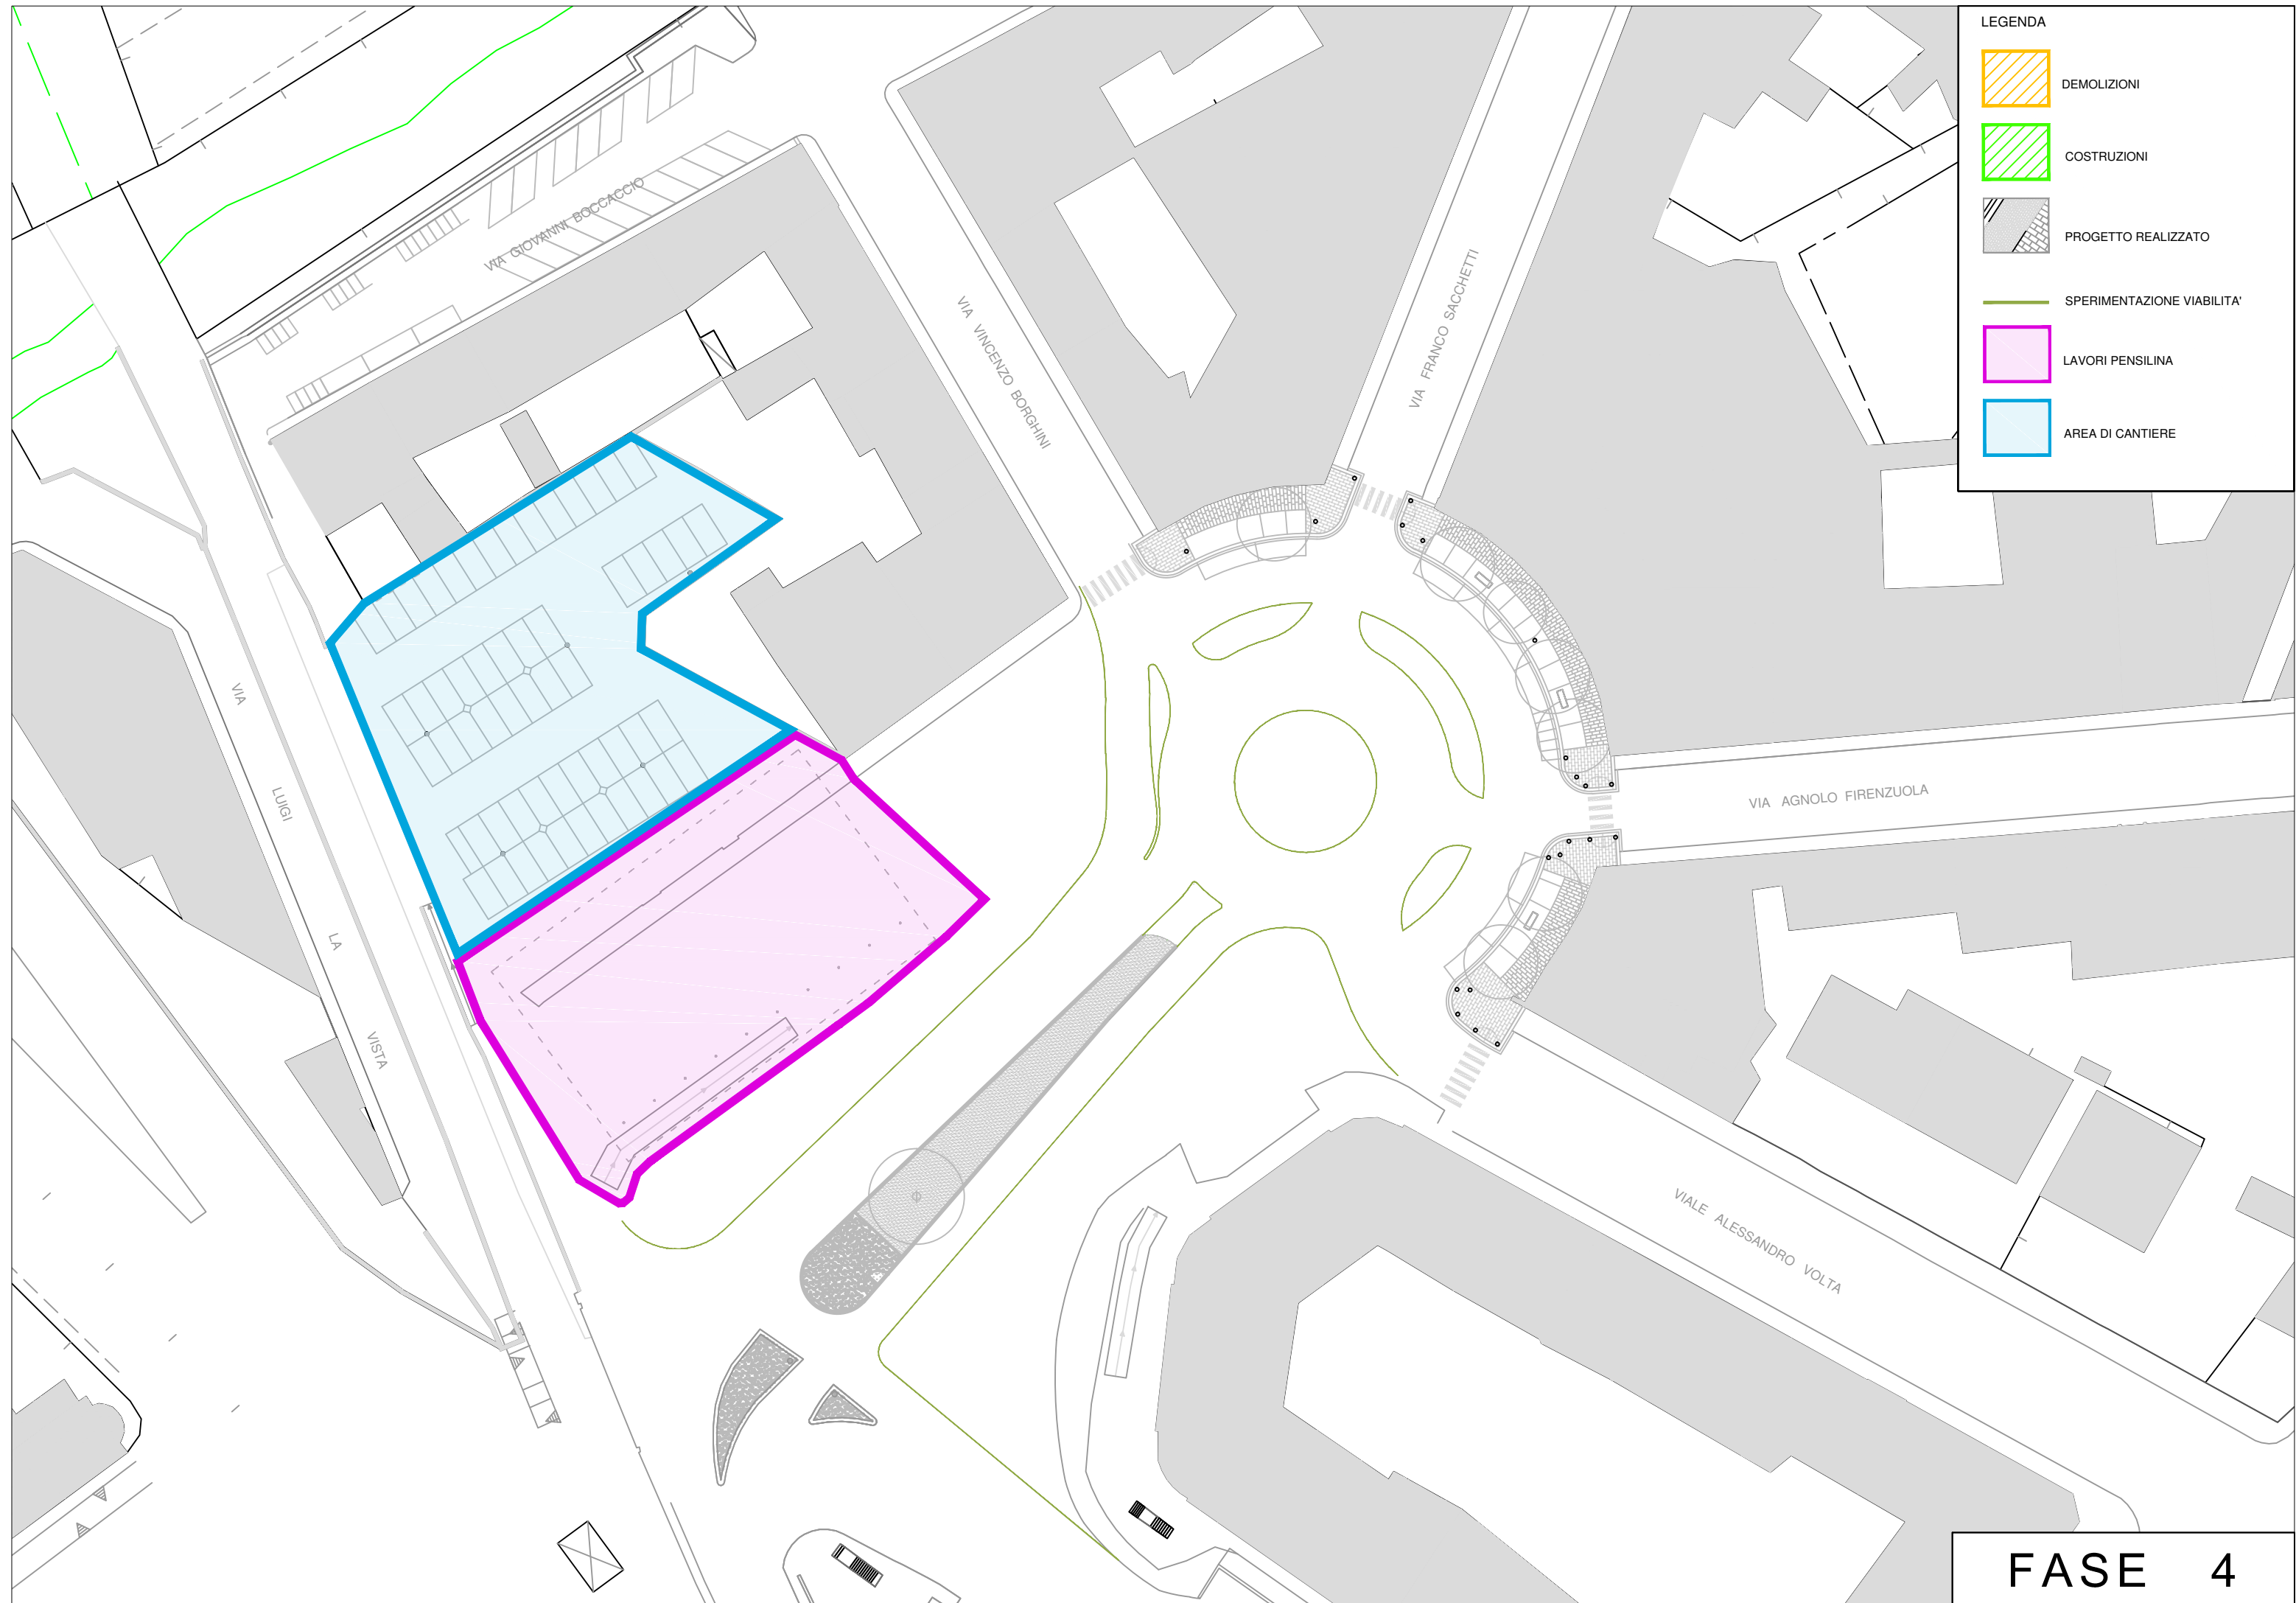 LEGENDA
DEMOLIZIONI
COSTRUZIONI
PROGETTO REALIZZATO
SPERIMENTAZIONE VIABILITA'
LAVORI PENSILINA
AREA DI CANTIERE
VIA GIOVANNI BOCCACCIO
VIA VINCENZO BORGHINI
VIA FRANCO SACCHETTI
VIA LUIGI LA VISTA
VIA AGNOLO FIRENZUOLA
VIALE ALESSANDRO VOLTA
FASE 4